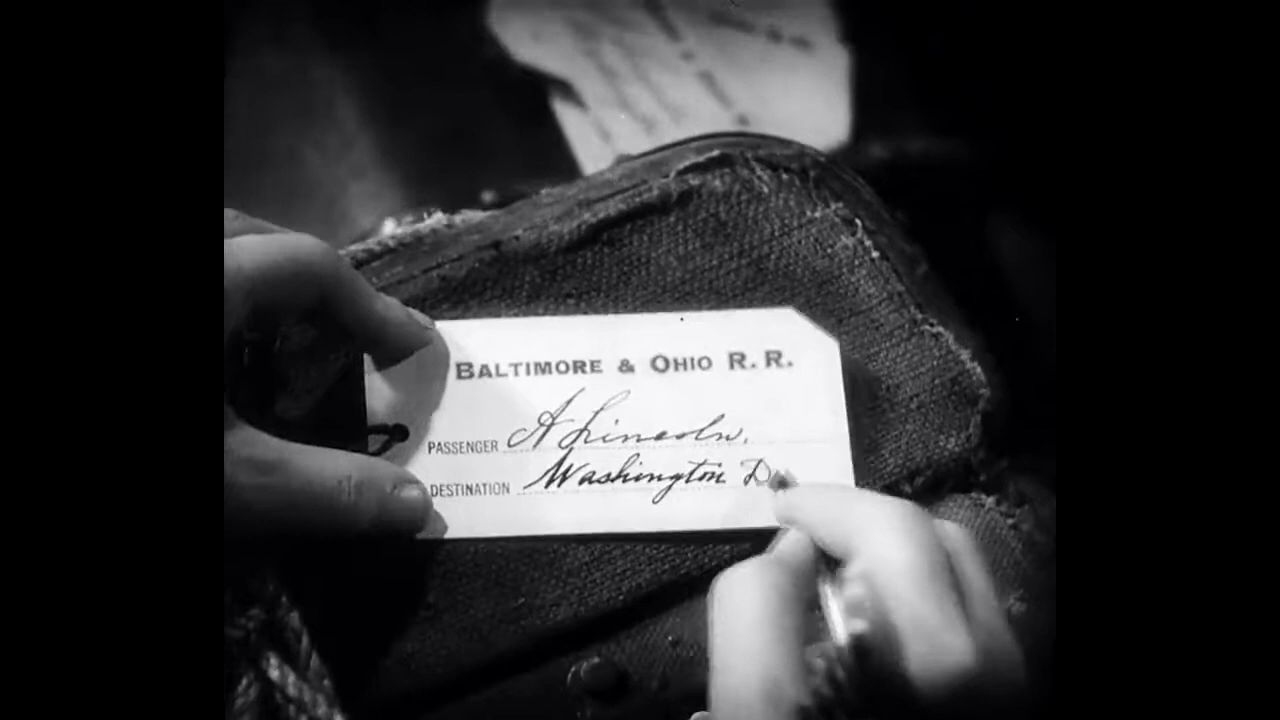 BALTIMORE & OHIO R. R.
PASSENGER A Lincoln.
DESTINATION Washington D